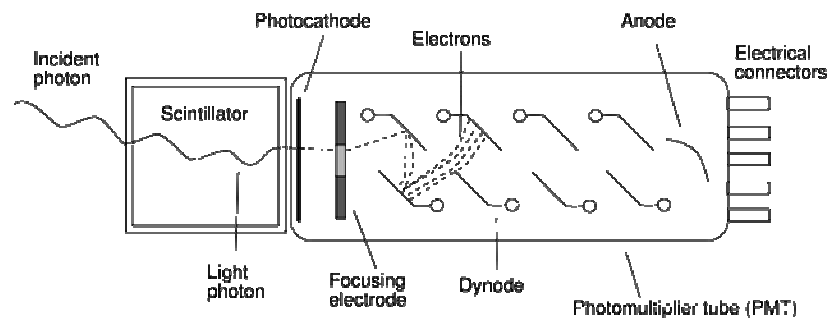 Photocathode
Anode
Electrons
Incident
photon
Electrical
connectors
Scintillator
Light
photon
Focusing
electrode
Dynode
Photomultiplier tube (PMT)